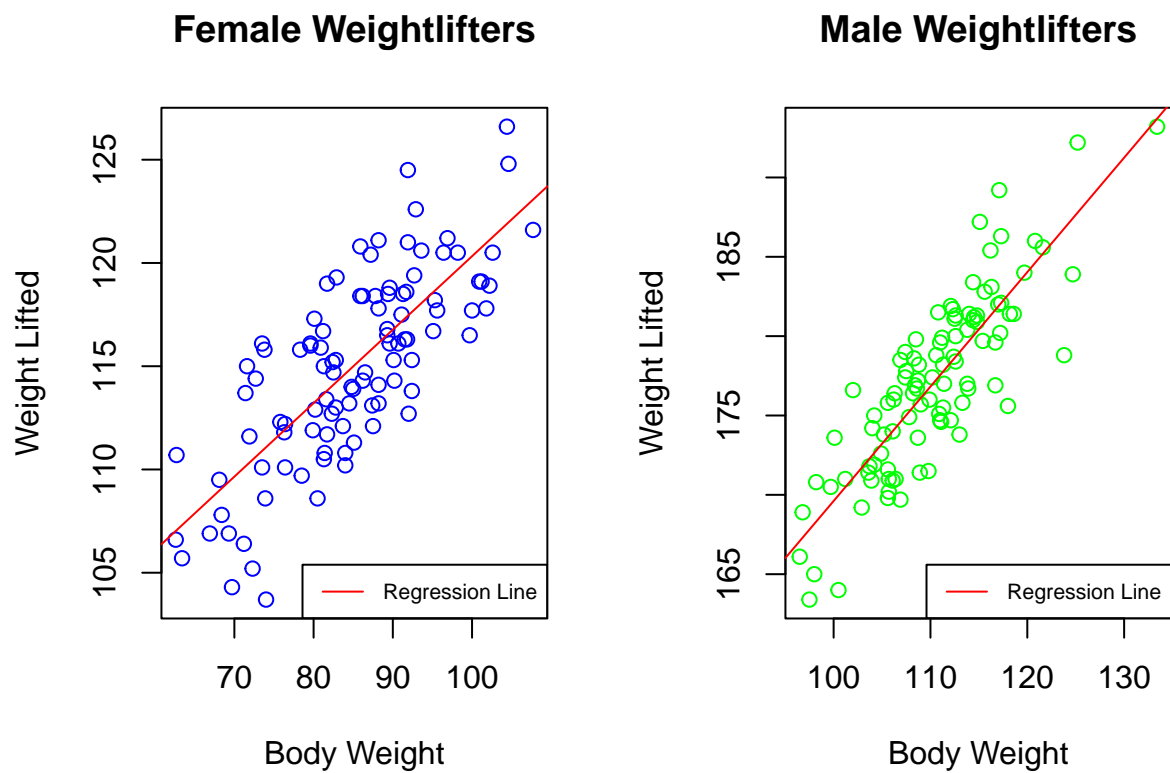 Female Weightlifters
Weight Lifted
125
120
115
110
105
Regression Line
70 80 90 100
Body Weight
Male Weightlifters
Weight Lifted
185
175
165
Regression Line
100 110 120 130
Body Weight